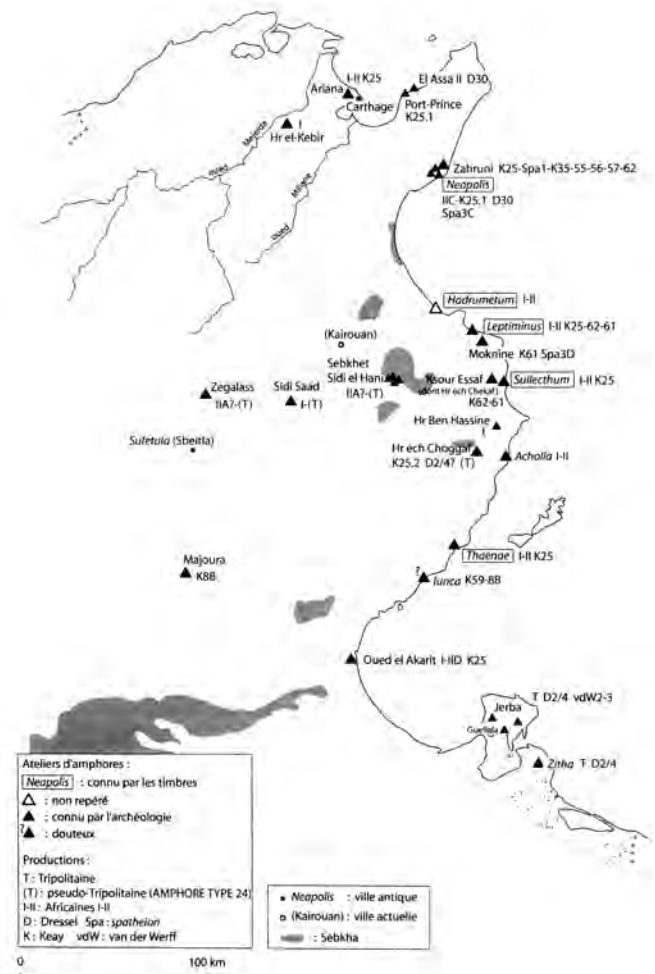 El Assa II D30
I-II K25
Ariana
Carthage
Port-Prince
K25.1
I
Hr el-Kebir
Oued Mejerda
Oued Miliane
Zahruni K25-Spa1-K35-55-56-57-62
Neapolis
IIC-K25.1 D30
Spa3C
Hadrumetum I-II
(Kairouan)
Leptiminus I-II K25-62-61
Moknine K61 Spa3D
Sebkhet
Sidi el Hani
IIA?-(T)
Ksour Essaf
(dont Hr ech Chekaf)
K62-61
Sullecthum I-II K25
Zegalass
IIA?-(T)
Sidi Saad
I-(T)
Hr Ben Hassine
I
Sufetula (Sbeitla)
Hr ech Choggaf
K25.2 D2/4? (T)
Acholla I-II
Thaenae I-II K25
Majoura
K8B
?
Iunca K59-8B
Oued el Akarit I-IID K25
T D2/4 vdW2-3
Jerba
Guellala
Zitha T D2/4
Ateliers d'amphores :
Neapolis : connu par les timbres
: non repéré
: connu par l'archéologie
? : douteux
Productions :
T : Tripolitaine
(T) : pseudo-Tripolitaine (AMPHORE TYPE 24)
I-II : Africaines I-II
D : Dressel Spa : spatheion
K : Keay vdW : van der Werff
Neapolis : ville antique
(Kairouan) : ville actuelle
: Sebkha
0 100 km